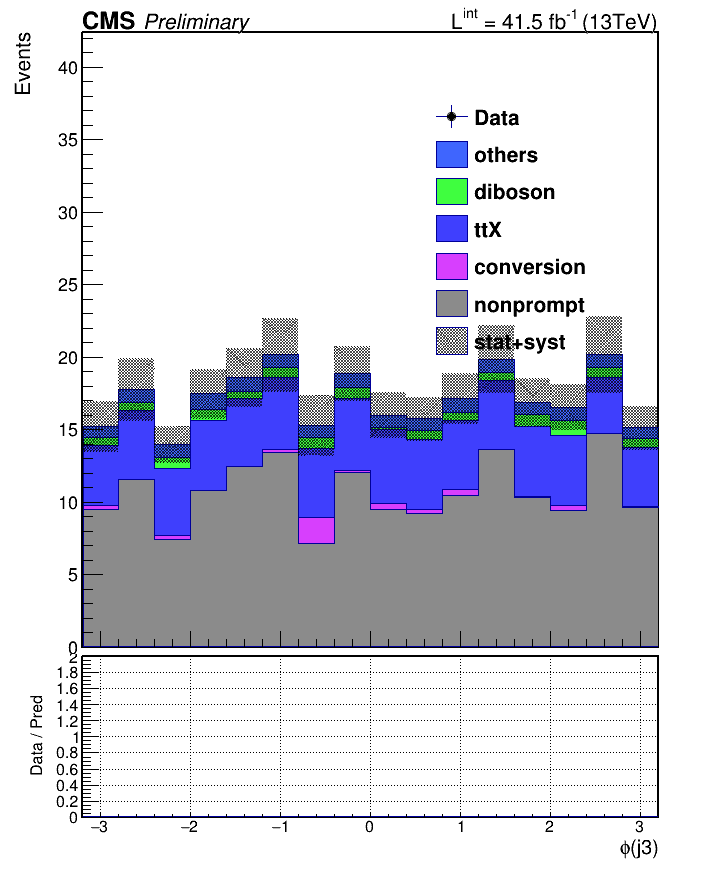 CMS Preliminary L^int = 41.5 fb^-1 (13TeV)
Events
40
35
30
25
20
15
10
5
0
Data
others
diboson
ttX
conversion
nonprompt
stat+syst
Data / Pred
2
1.8
1.6
1.4
1.2
1
0.8
0.6
0.4
0.2
0
−3 −2 −1 0 1 2 3
ϕ(j3)